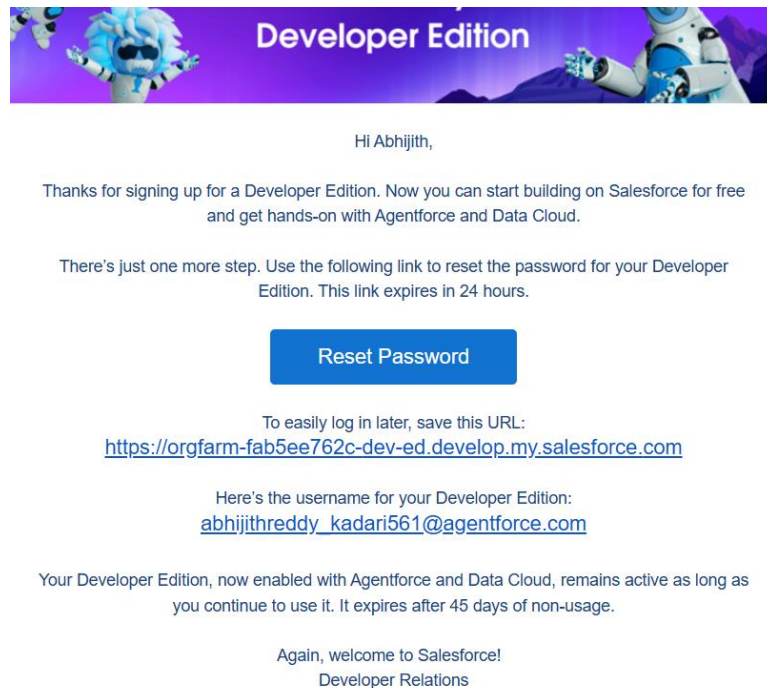 Developer Edition
Hi Abhijith,
Thanks for signing up for a Developer Edition. Now you can start building on Salesforce for free
and get hands-on with Agentforce and Data Cloud.
There's just one more step. Use the following link to reset the password for your Developer
Edition. This link expires in 24 hours.
Reset Password
To easily log in later, save this URL:
https://orgfarm-fab5ee762c-dev-ed.develop.my.salesforce.com
Here's the username for your Developer Edition:
abhijithreddy_kadari561@agentforce.com
Your Developer Edition, now enabled with Agentforce and Data Cloud, remains active as long as
you continue to use it. It expires after 45 days of non-usage.
Again, welcome to Salesforce!
Developer Relations